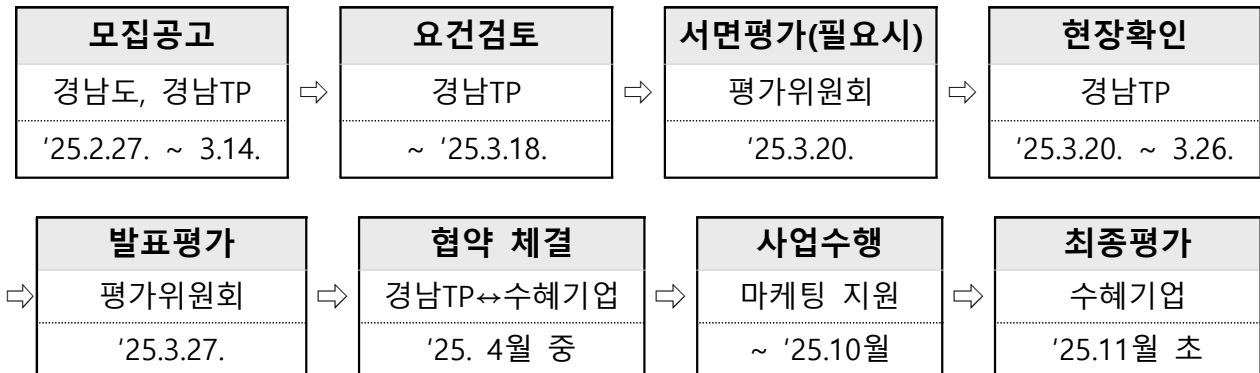 모집공고
경남도, 경남TP
'25.2.27. ~ 3.14.
⇨
요건검토
경남TP
~ '25.3.18.
⇨
서면평가(필요시)
평가위원회
'25.3.20.
⇨
현장확인
경남TP
'25.3.20. ~ 3.26.
⇨
발표평가
평가위원회
'25.3.27.
⇨
협약 체결
경남TP↔수혜기업
'25. 4월 중
⇨
사업수행
마케팅 지원
~ '25.10월
⇨
최종평가
수혜기업
'25.11월 초